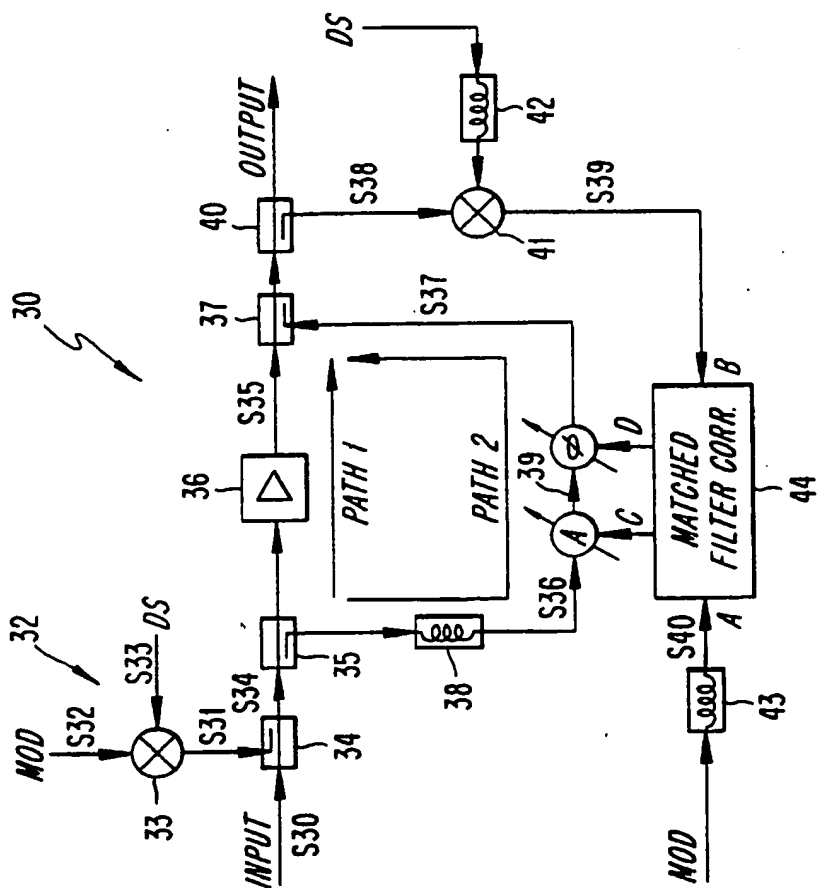 30
32
MOD
S32
S33
DS
33
S31
INPUT
S30
34
S34
35
36
S35
37
40
OUTPUT
PATH 1
PATH 2
38
S36
A
39
Ø
S37
S38
DS
42
41
S39
C
D
MOD
43
S40
A
MATCHED
FILTER CORR.
B
44